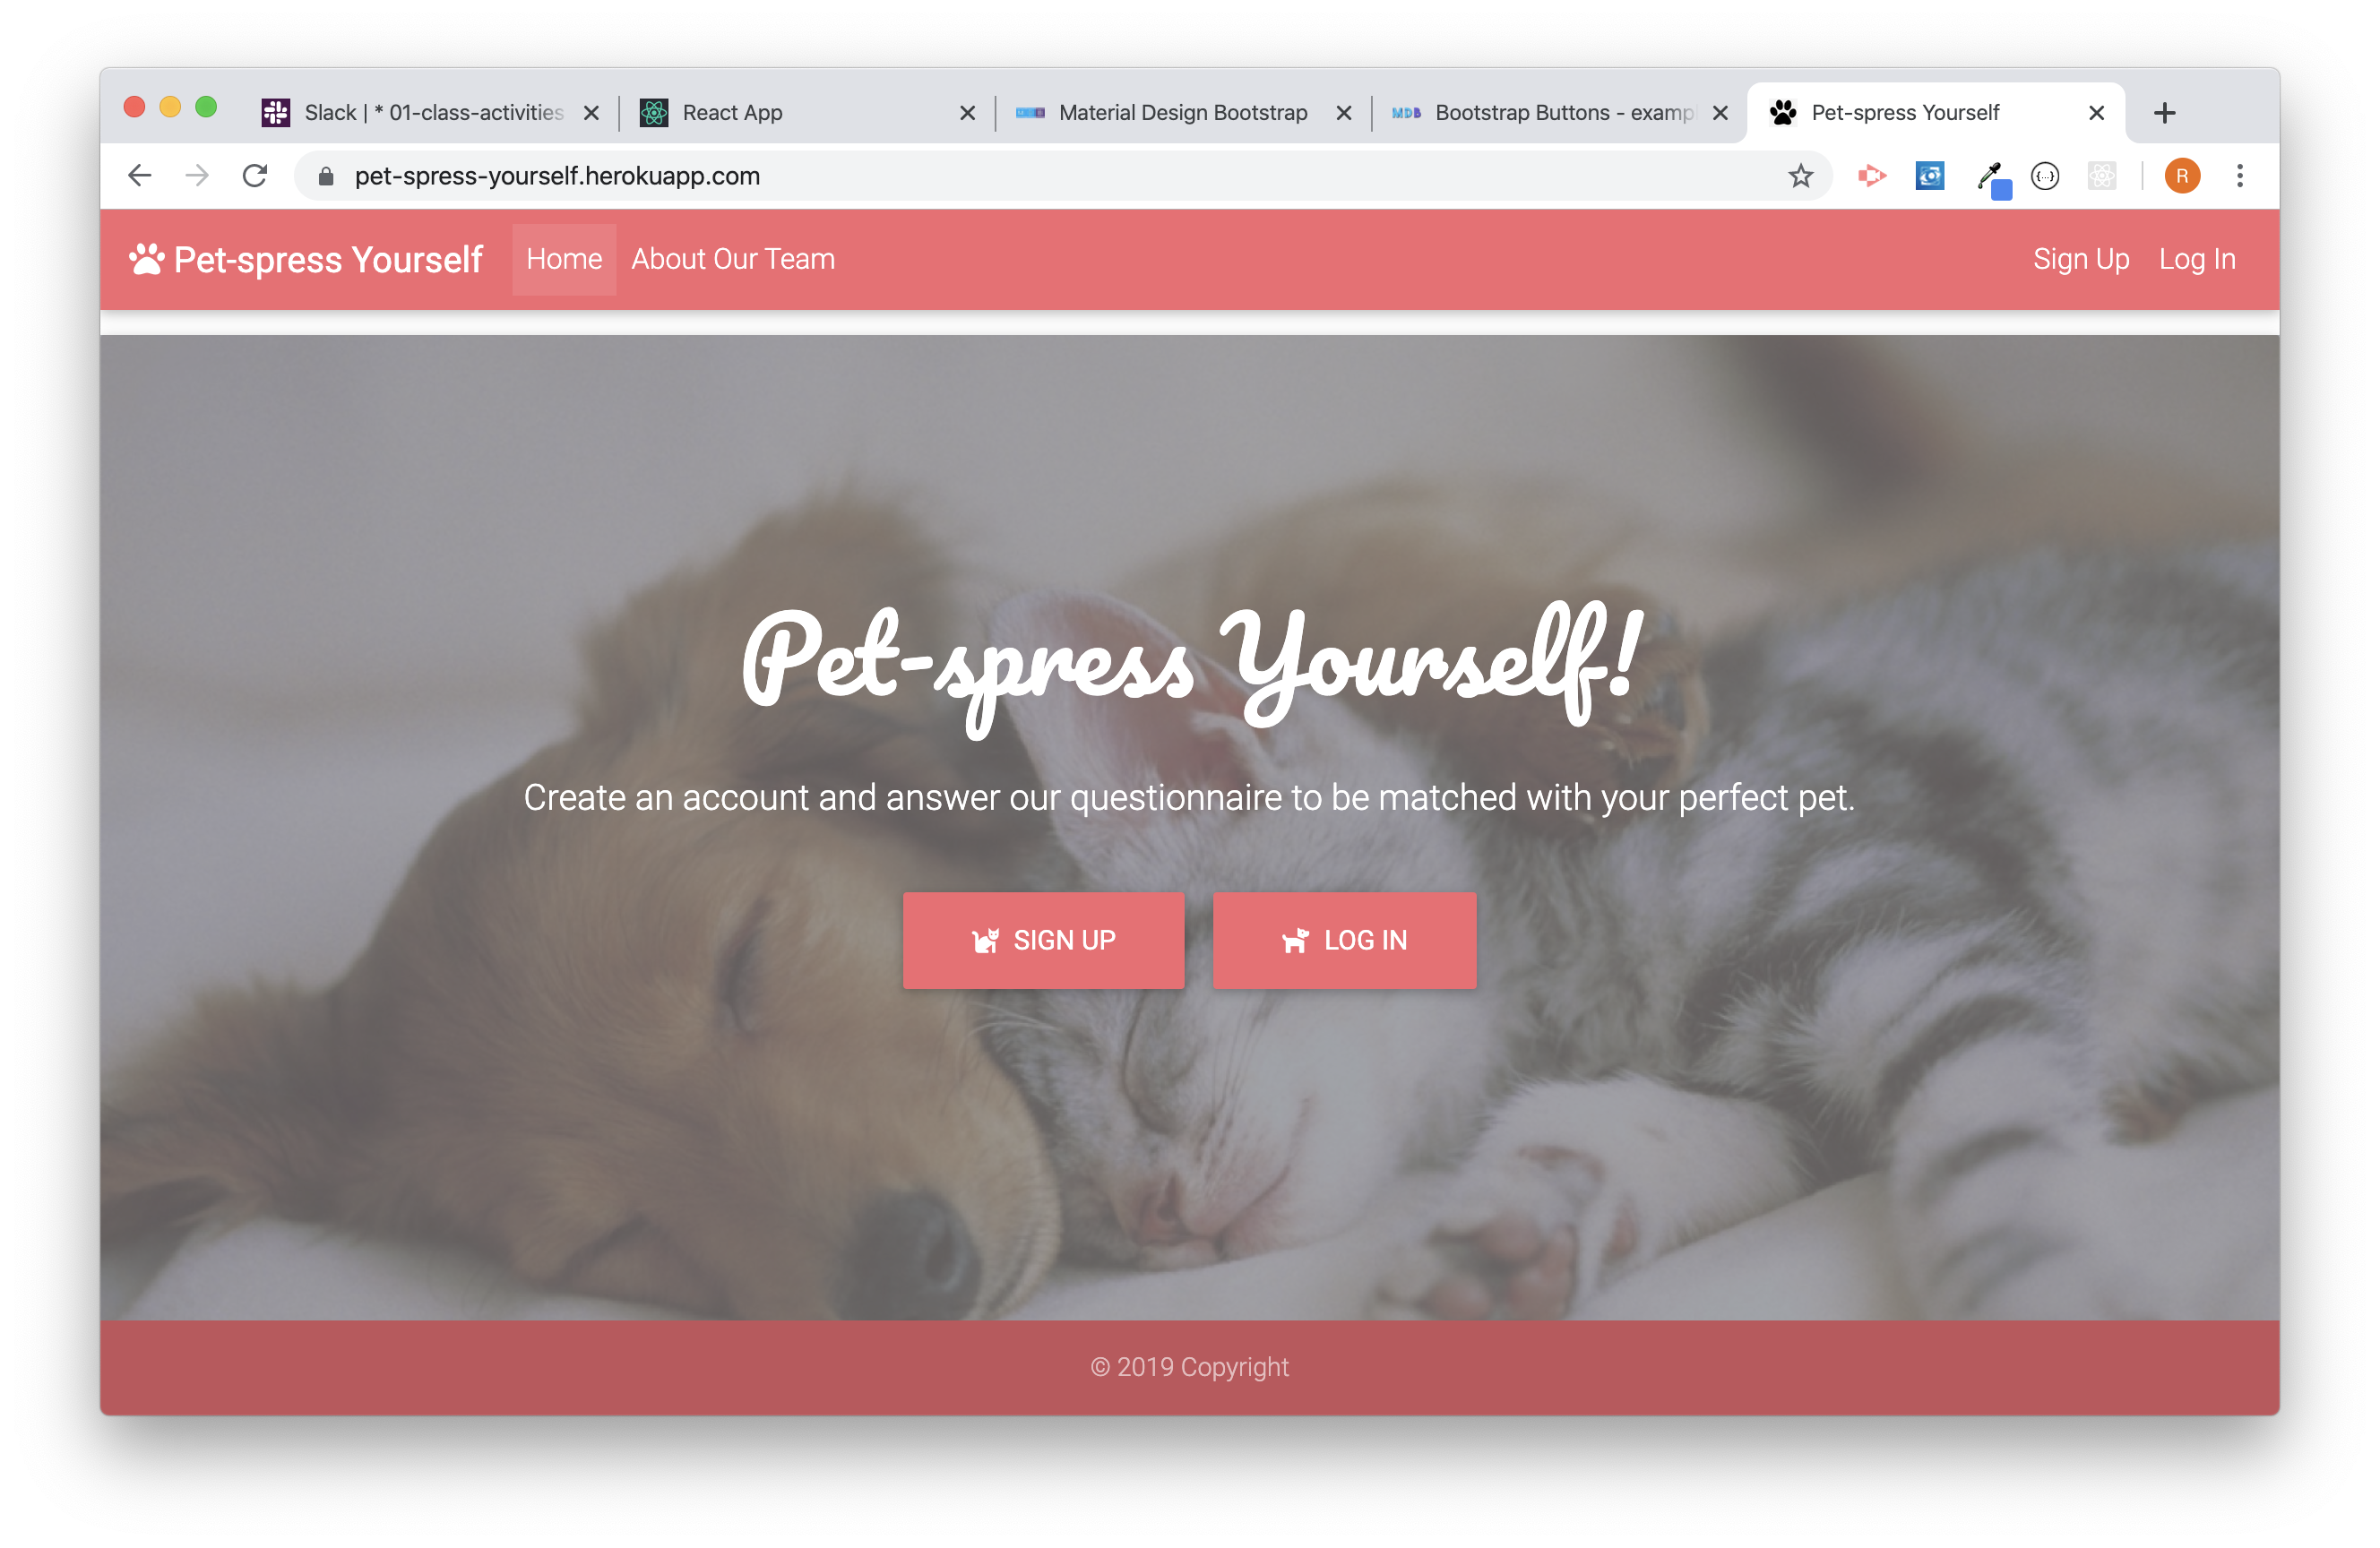 Slack | * 01-class-activities
React App
Material Design Bootstrap
Bootstrap Buttons -
Pet-spress Yourself
pet-spress-yourself.herokuapp.com
R
Pet-spress Yourself Home About Our Team Sign Up Log In
Pet-spress Yourself!
Create an account and answer our questionnaire to be matched with your perfect pet.
SIGN UP LOG IN
© 2019 Copyright